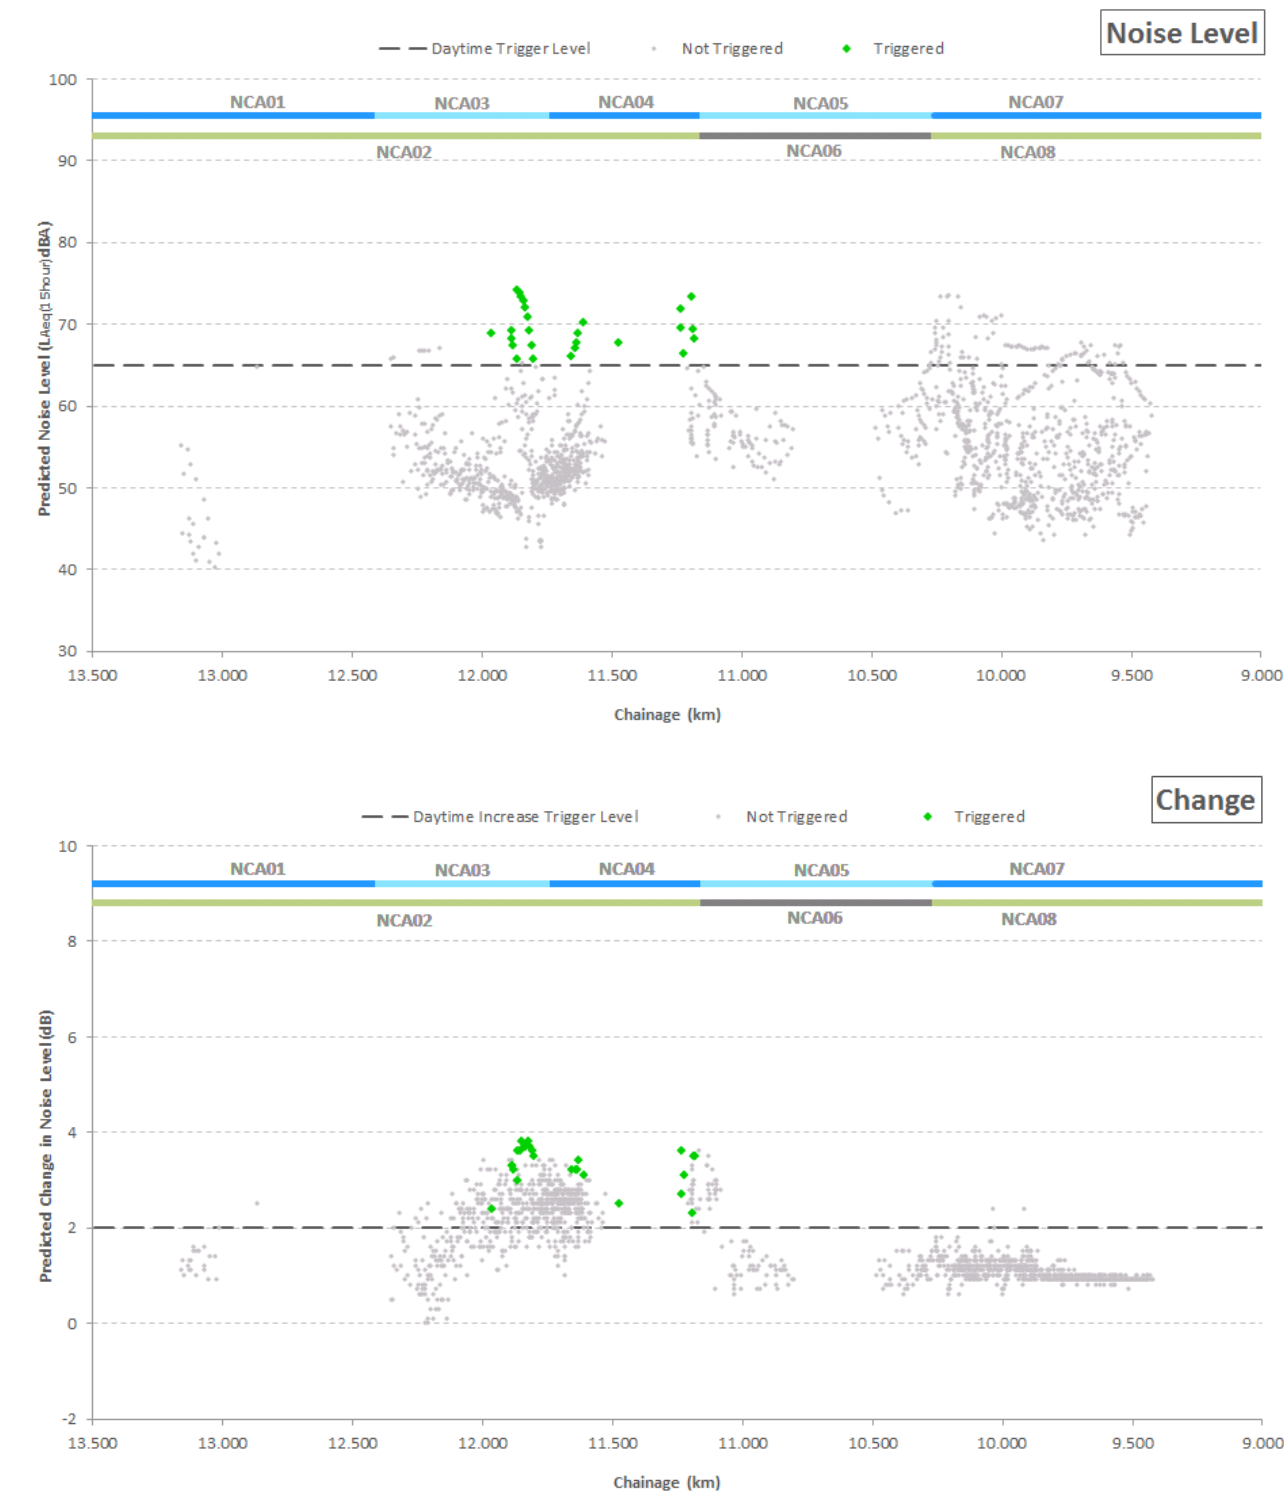 Noise Level
Daytime Trigger Level Not Triggered Triggered
100
NCA01 NCA03 NCA04 NCA05 NCA07
NCA02 NCA06 NCA08
90
80
70
60
50
40
30
Predicted Noise Level (LAeq(15hour)dBA)
13.500 13.000 12.500 12.000 11.500 11.000 10.500 10.000 9.500 9.000
Chainage (km)
Change
Daytime Increase Trigger Level Not Triggered Triggered
10
NCA01 NCA03 NCA04 NCA05 NCA07
NCA02 NCA06 NCA08
8
6
4
2
0
-2
Predicted Change in Noise Level (dB)
13.500 13.000 12.500 12.000 11.500 11.000 10.500 10.000 9.500 9.000
Chainage (km)